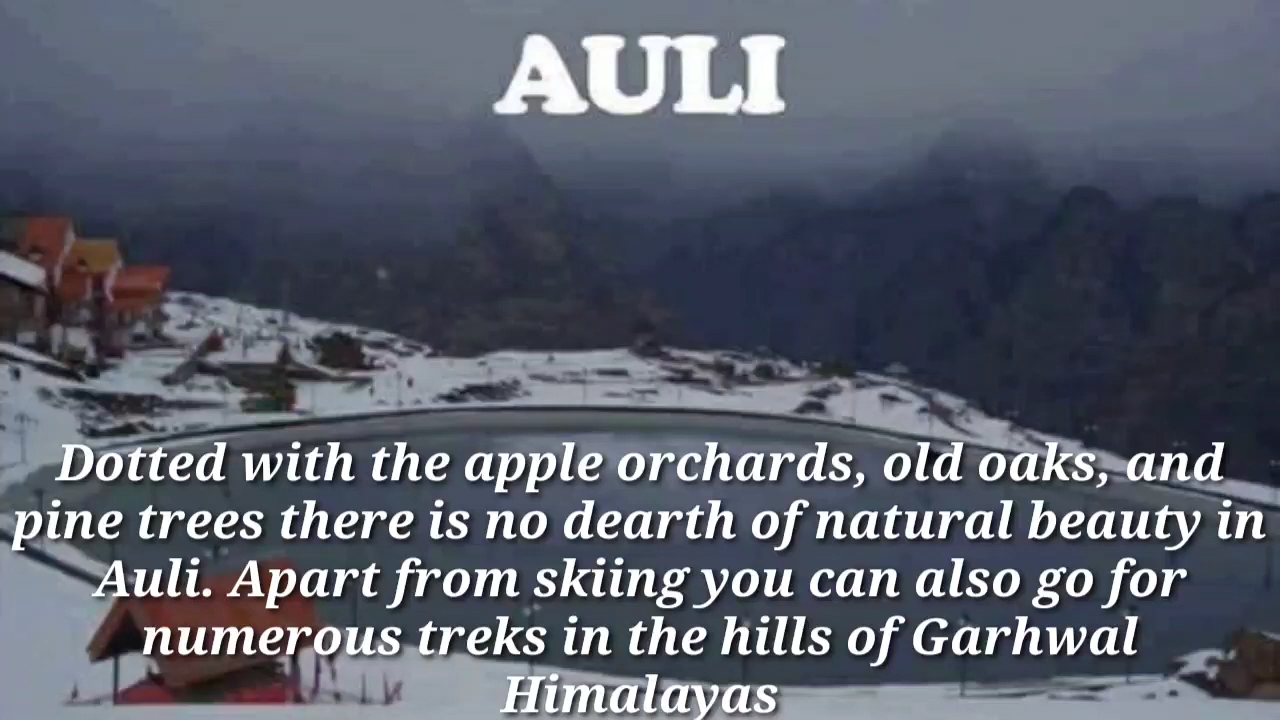 AULI
Dotted with the apple orchards, old oaks, and
pine trees there is no dearth of natural beauty in
Auli. Apart from skiing you can also go for
numerous treks in the hills of Garhwal
Himalayas